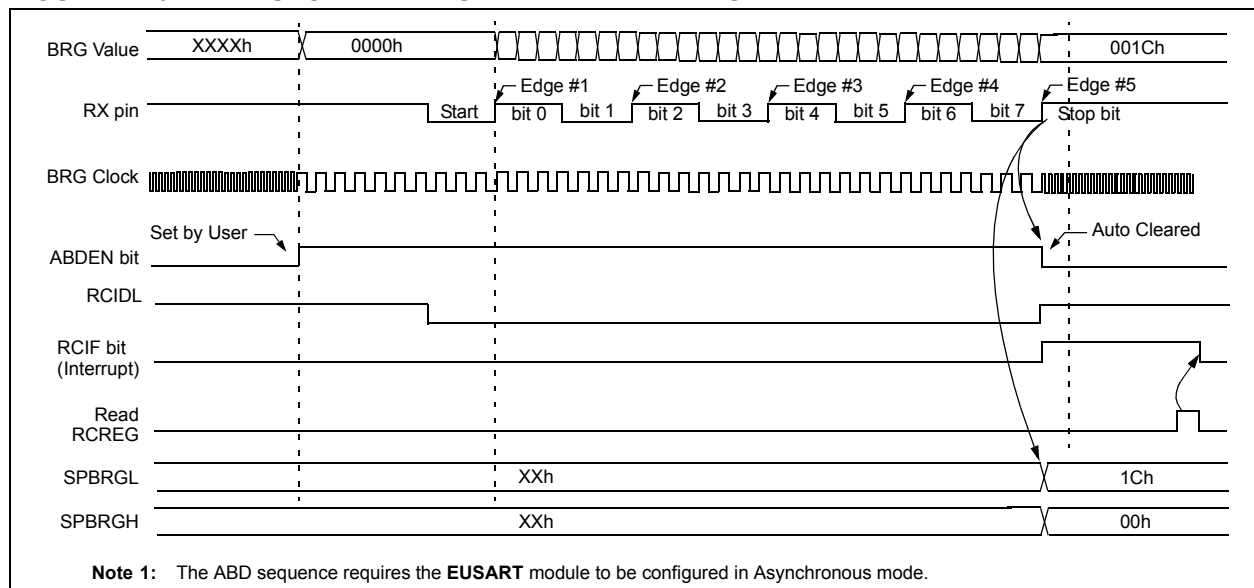 BRG Value XXXXh 0000h 001Ch
Edge #1 Edge #2 Edge #3 Edge #4 Edge #5
RX pin Start bit 0 bit 1 bit 2 bit 3 bit 4 bit 5 bit 6 bit 7 Stop bit
BRG Clock
Set by User Auto Cleared
ABDEN bit
RCIDL
RCIF bit
(Interrupt)
Read
RCREG
SPBRGL XXh 1Ch
SPBRGH XXh 00h
Note 1: The ABD sequence requires the EUSART module to be configured in Asynchronous mode.